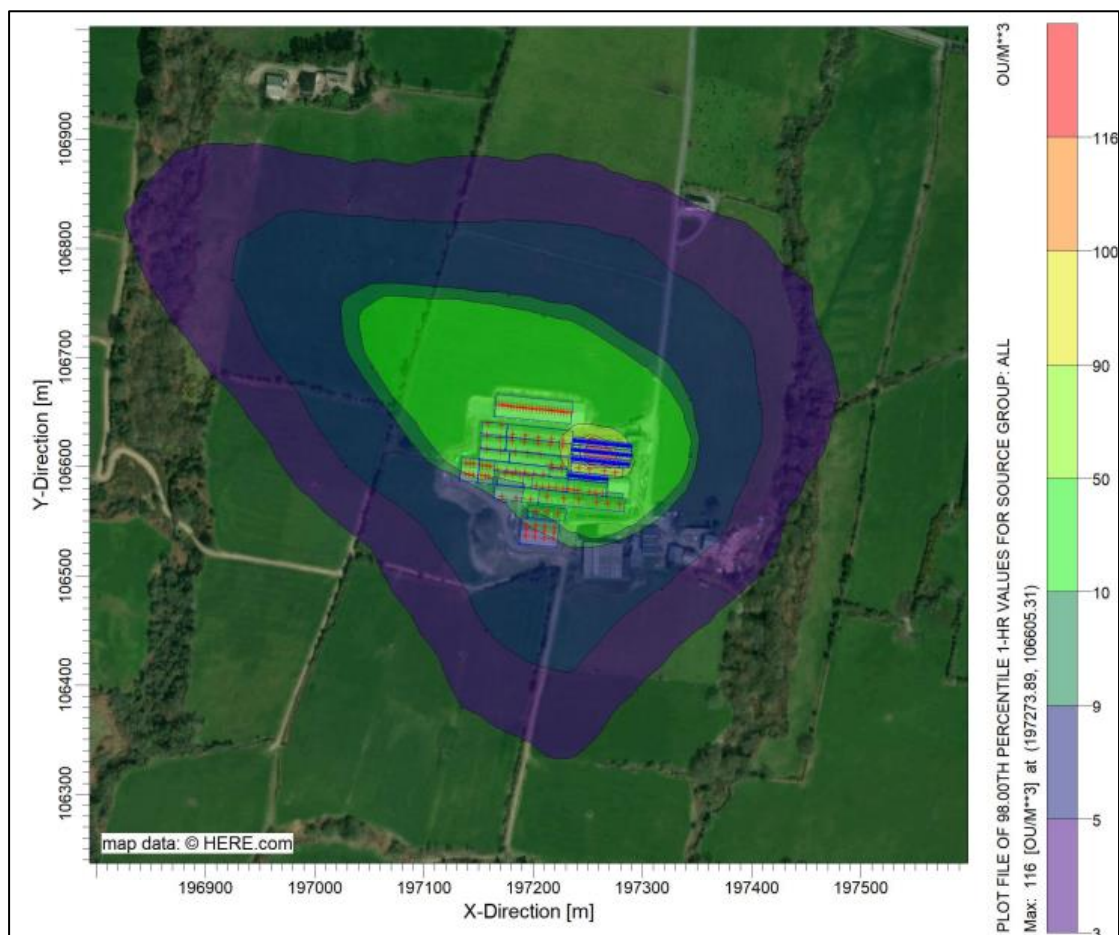 Y-Direction [m]
106900
106800
106700
106600
106500
106400
106300
map data: © HERE.com
196900 197000 197100 197200 197300 197400 197500
X-Direction [m]
PLOT FILE OF 98.00TH PERCENTILE 1-HR VALUES FOR SOURCE GROUP: ALL
OU/M**3
Max: 116 [OU/M**3] at (197273.89, 106605.31)
116
100
90
50
10
9
5
3